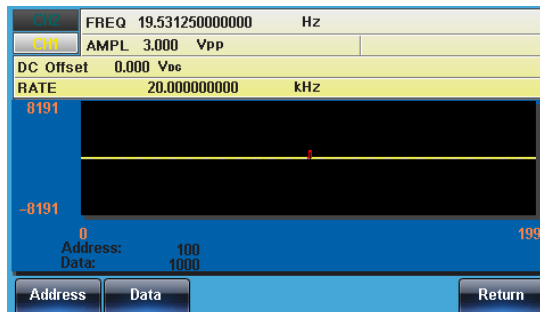 CH2 FREQ 19.531250000000 Hz
CH1 AMPL 3.000 Vpp
DC Offset 0.000 VDC
RATE 20.000000000 kHz
8191
-8191
0 199
Address: 100
Data: 1000
Address Data Return